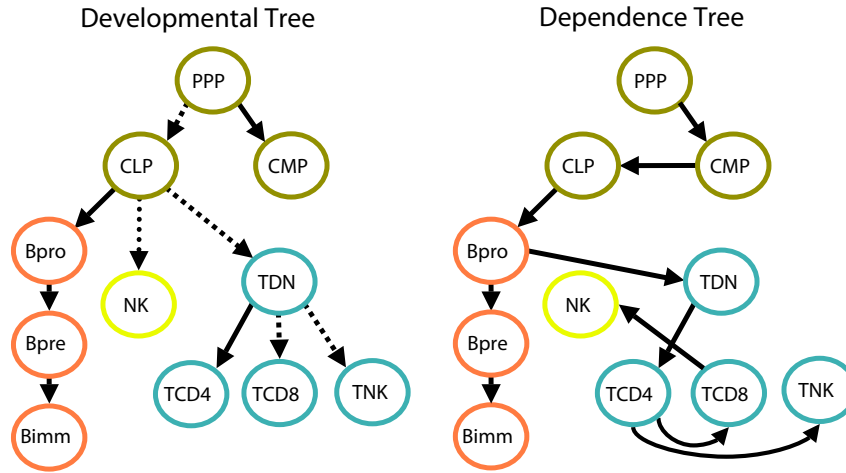 Developmental Tree
PPP
CLP
CMP
Bpro
NK
TDN
Bpre
TCD4
TCD8
TNK
Bimm
Dependence Tree
PPP
CLP
CMP
Bpro
TDN
NK
Bpre
TCD4
TCD8
TNK
Bimm